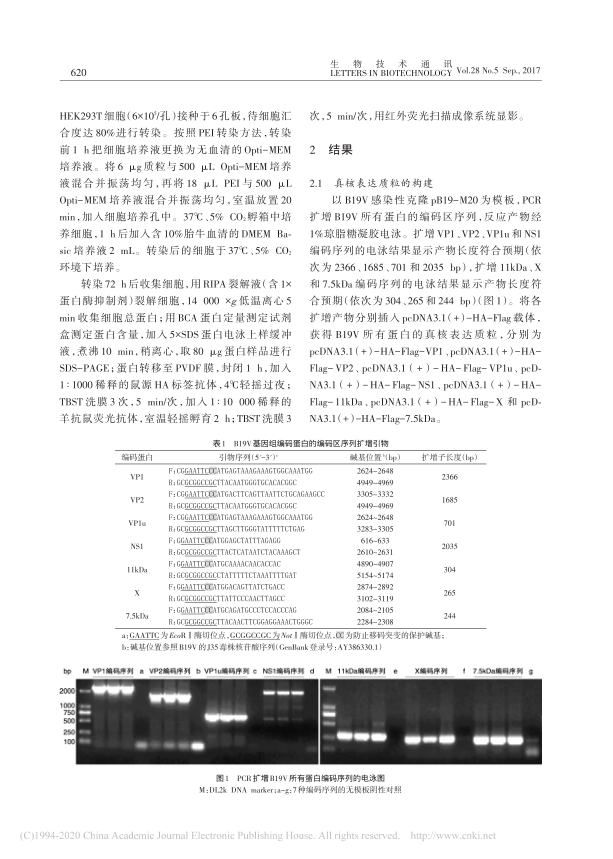 620
生物技术通讯
LETTERS IN BIOTECHNOLOGY Vol.28 No.5 Sep., 2017
HEK293T 细胞(6×10⁵/孔)接种于6孔板,待细胞汇
合度达80%进行转染。按照PEI转染方法,转染
前1 h把细胞培养液更换为无血清的Opti-MEM
培养液。将6 μg质粒与500 μL Opti-MEM培养
液混合并振荡均匀,再将18 μL PEI与500 μL
Opti-MEM培养液混合并振荡均匀,室温放置20
min,加入细胞培养孔中。37℃、5% CO₂孵箱中培
养细胞,1 h后加入含10%胎牛血清的DMEM Ba-
sic培养液2 mL。转染后的细胞于37℃、5% CO₂
环境下培养。
转染72 h后收集细胞,用RIPA裂解液(含1×
蛋白酶抑制剂)裂解细胞,14 000 ×g低温离心5
min收集细胞总蛋白;用BCA蛋白定量测定试剂
盒测定蛋白含量,加入5×SDS蛋白电泳上样缓冲
液,煮沸10 min,稍离心,取80 μg蛋白样品进行
SDS-PAGE;蛋白转移至PVDF膜,封闭1 h,加入
1∶1000稀释的鼠源HA标签抗体,4℃轻摇过夜;
TBST洗膜3次,5 min/次,加入1∶10 000稀释的
羊抗鼠荧光抗体,室温轻摇孵育2 h;TBST洗膜3
次,5 min/次,用红外荧光扫描成像系统显影。
2 结果
2.1 真核表达质粒的构建
以B19V感染性克隆pB19-M20为模板,PCR
扩增B19V所有蛋白的编码区序列,反应产物经
1%琼脂糖凝胶电泳。扩增VP1、VP2、VP1u和NS1
编码序列的电泳结果显示产物长度符合预期(依
次为2366、1685、701和2035 bp),扩增11kDa、X
和7.5kDa编码序列的电泳结果显示产物长度符
合预期(依次为304、265和244 bp)(图1)。将各
扩增产物分别插入pcDNA3.1(+)-HA-Flag载体,
获得B19V所有蛋白的真核表达质粒,分别为
pcDNA3.1(+)-HA-Flag-VP1、pcDNA3.1(+)-HA-
Flag-VP2、pcDNA3.1(+)-HA-Flag-VP1u、pcD-
NA3.1(+)-HA-Flag-NS1、pcDNA3.1(+)-HA-
Flag-11kDa、pcDNA3.1(+)-HA-Flag-X和pcD-
NA3.1(+)-HA-Flag-7.5kDa。
表1 B19V基因组编码蛋白的编码区序列扩增引物
编码蛋白 引物序列(5′-3′)ᵃ 碱基位置ᵇ(bp) 扩增子长度(bp)
VP1 F:CGGAATTCCCATGAGTAAAGAAAGTGGCAAATGG 2624~2648 2366
R:GCGCGGCCGCTTACAATGGGTGCACACGGC 4949~4969
VP2 F:CGGAATTCCCATGACTTCAGTTAATTCTGCAGAAGCC 3305~3332 1685
R:GCGCGGCCGCTTACAATGGGTGCACACGGC 4949~4969
VP1u F:CGGAATTCCCATGAGTAAAGAAAGTGGCAAATGG 2624~2648 701
R:GCGCGGCCGCTTAGCTTGGGTATTTTTCTGAG 3283~3305
NS1 F:GGAATTCCCATGGAGCTATTTAGAGG 616~633 2035
R:GCGCGGCCGCTTACTCATAATCTACAAAGCT 2610~2631
11kDa F:GGAATTCCCATGCAAAACAACACCAC 4890~4907 304
R:GCGCGGCCGCCTATTTTTCTAAATTTTGAT 5154~5174
X F:GGAATTCCCATGGACAGTTATCTGACC 2874~2892 265
R:GCGCGGCCGCTTATTCCCAACTTAGCC 3102~3119
7.5kDa F:GGAATTCCCATGCAGATGCCCTCCACCCAG 2084~2105 244
R:GCGCGGCCGCTTACAACTTCGGAGGAAACTGGGC 2284~2308
a:GAATTC为EcoRⅠ酶切位点,GCGGCCGC为NotⅠ酶切位点,CC为防止移码突变的保护碱基;
b:碱基位置参照B19V的J35毒株核苷酸序列(GenBank登录号:AY386330.1)
bp M VP1编码序列 a VP2编码序列 b VP1u编码序列 c NS1编码序列 d M 11kDa编码序列 e X编码序列 f 7.5kDa编码序列 g
2000
1000
750
500
250
100
图1 PCR扩增B19V所有蛋白编码序列的电泳图
M:DL2k DNA marker;a~g:7种编码序列的无模板阴性对照
(C)1994-2020 China Academic Journal Electronic Publishing House. All rights reserved. http://www.cnki.net